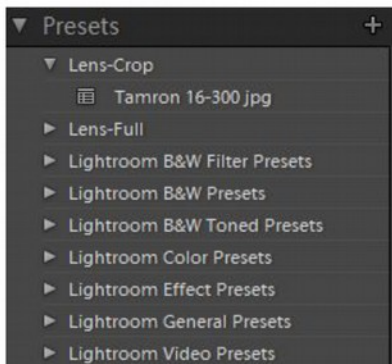 Presets
Lens-Crop
Tamron 16-300 jpg
Lens-Full
Lightroom B&W Filter Presets
Lightroom B&W Presets
Lightroom B&W Toned Presets
Lightroom Color Presets
Lightroom Effect Presets
Lightroom General Presets
Lightroom Video Presets